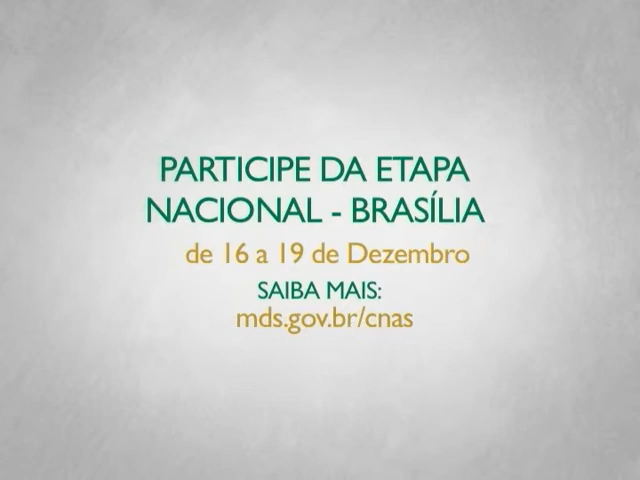 PARTICIPE DA ETAPA
NACIONAL - BRASÍLIA
de 16 a 19 de Dezembro
SAIBA MAIS:
mds.gov.br/cnas